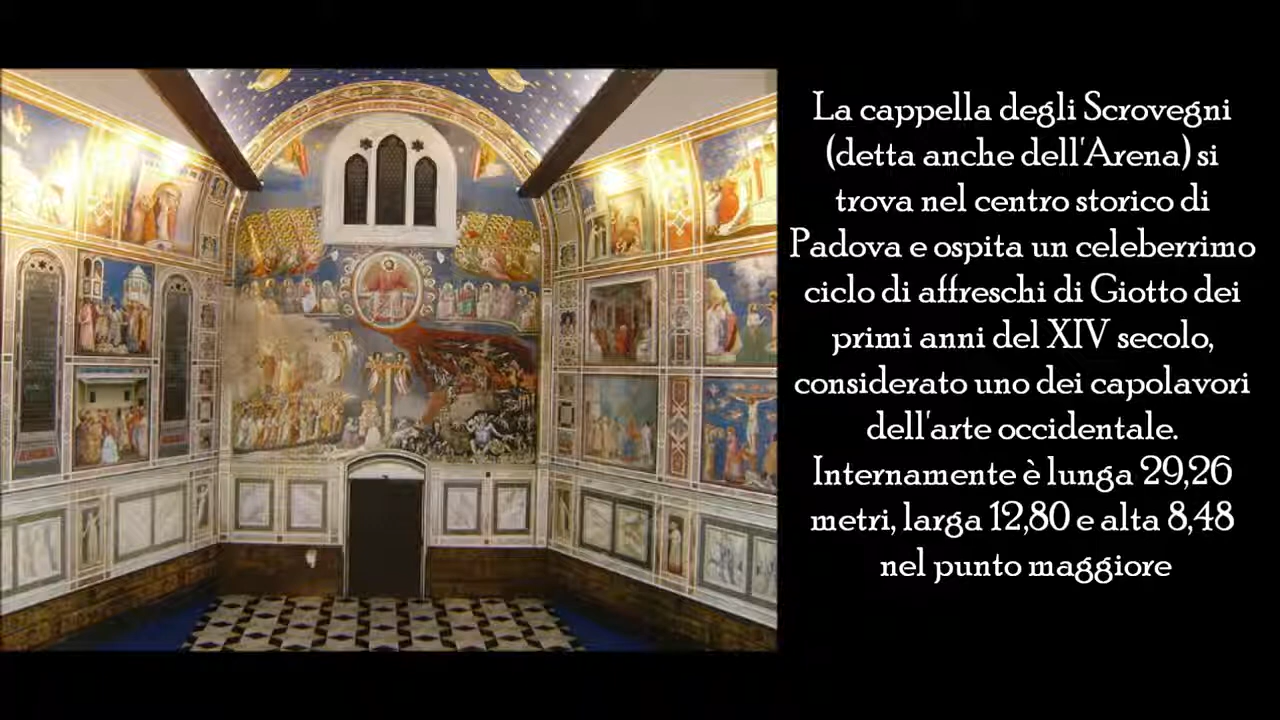 La cappella degli Scrovegni
(detta anche dell'Arena) si
trova nel centro storico di
Padova e ospita un celeberrimo
ciclo di affreschi di Giotto dei
primi anni del XIV secolo,
considerato uno dei capolavori
dell'arte occidentale.
Internamente è lunga 29,26
metri, larga 12,80 e alta 8,48
nel punto maggiore